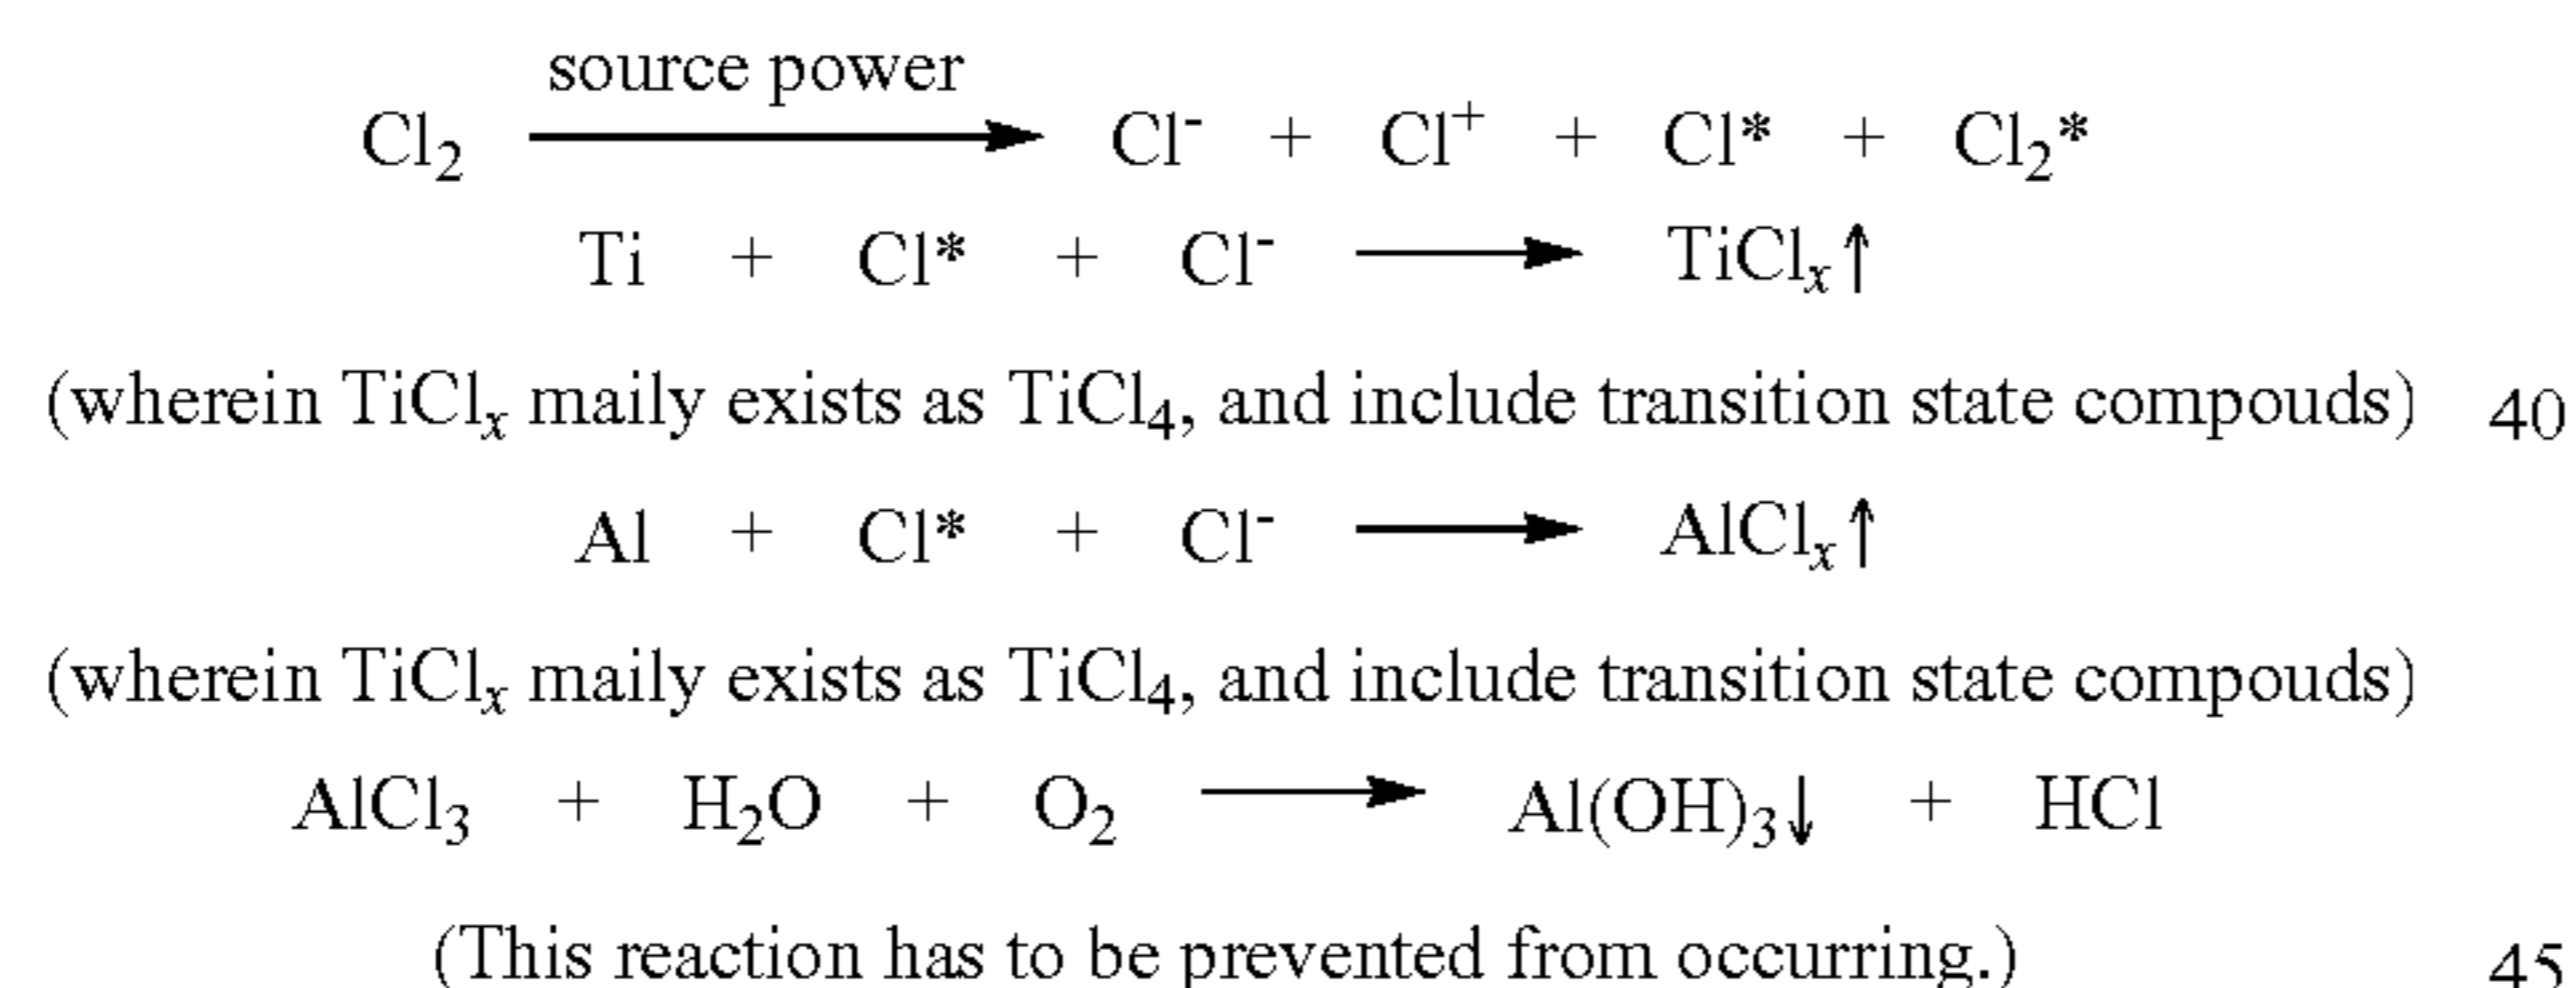 source power
Cl₂ ⟶ Cl⁻ + Cl⁺ + Cl* + Cl₂*
Ti + Cl* + Cl⁻ ⟶ TiClₓ↑
(wherein TiClₓ maily exists as TiCl₄, and include transition state compouds) 40
Al + Cl* + Cl⁻ ⟶ AlClₓ↑
(wherein TiClₓ maily exists as TiCl₄, and include transition state compouds)
AlCl₃ + H₂O + O₂ ⟶ Al(OH)₃↓ + HCl
(This reaction has to be prevented from occurring.) 45